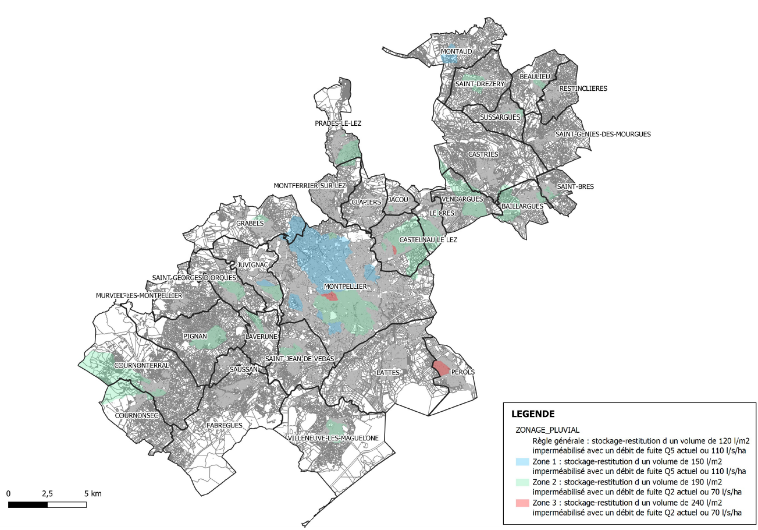 MONTAUD
BEAULIEU
SAINT-DREZERY
RESTINCLIERES
SUSSARGUES
PRADES-LE-LEZ
SAINT-GENIES-DES-MOURGUES
CASTRIES
MONTFERRIER-SUR-LEZ
SAINT-BRES
CLAPIERS
JACOU
VENDARGUES
BAILLARGUES
LE CRES
GRABELS
CASTELNAU LE LEZ
JUVIGNAC
SAINT-GEORGES-D'ORQUES
MONTPELLIER
MURVIEL-LES-MONTPELLIER
PIGNAN
LAVERUNE
SAINT-JEAN-DE-VEDAS
COURNONTERRAL
SAUSSAN
LATTES
PEROLS
COURNONSEC
FABREGUES
VILLENEUVE-LES-MAGUELONE
LEGENDE
ZONAGE_PLUVIAL
Règle générale : stockage-restitution d un volume de 120 l/m2
imperméabilisé avec un débit de fuite Q5 actuel ou 110 l/s/ha
Zone 1 : stockage-restitution d un volume de 150 l/m2
imperméabilisé avec un débit de fuite Q5 actuel ou 110 l/s/ha
Zone 2 : stockage-restitution d un volume de 190 l/m2
imperméabilisé avec un débit de fuite Q2 actuel ou 70 l/s/ha
Zone 3 : stockage-restitution d un volume de 240 l/m2
imperméabilisé avec un débit de fuite Q2 actuel ou 70 l/s/ha
0 2,5 5 km